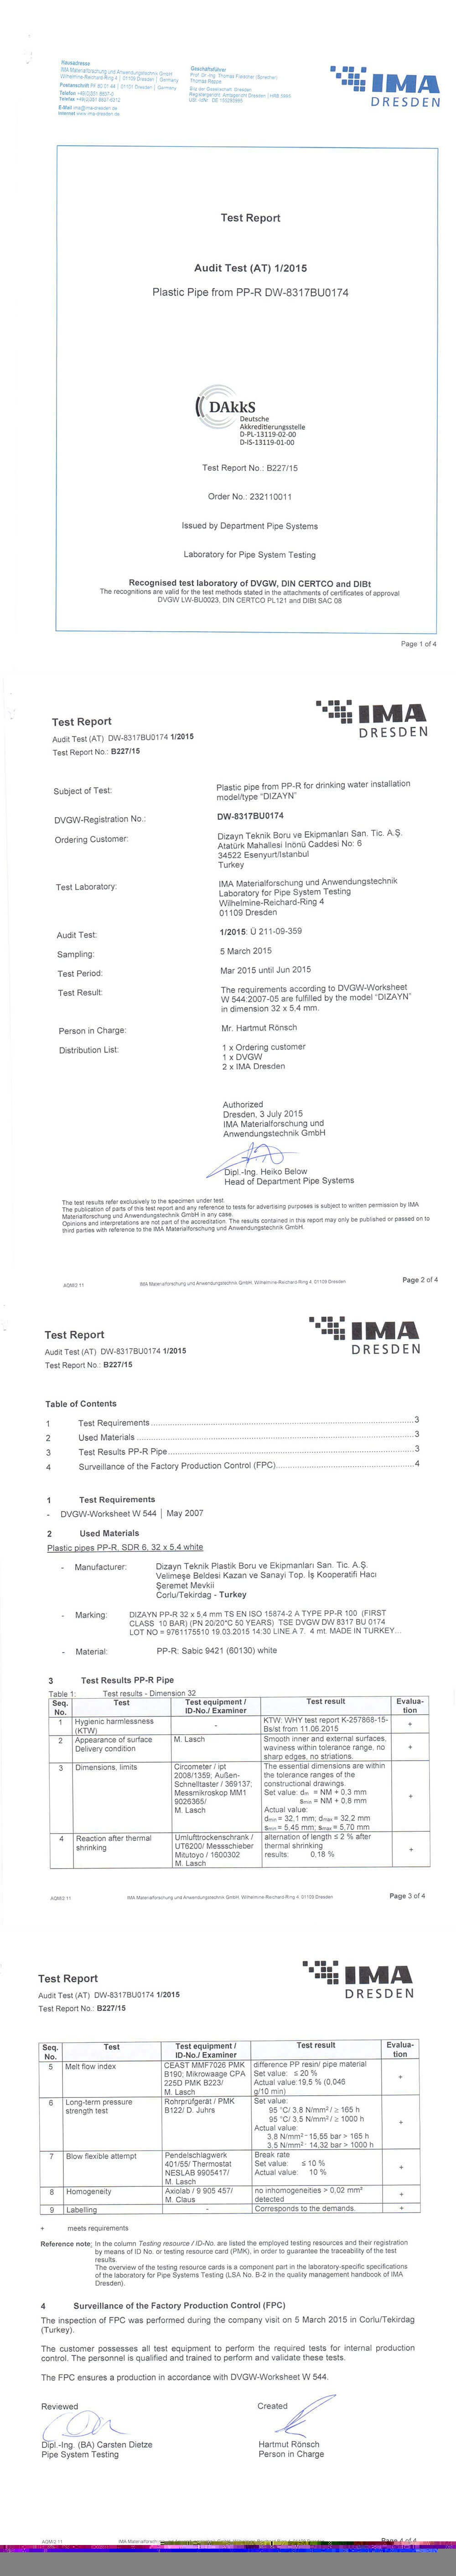 Hausadresse
IMA Materialforschung und Anwendungstechnik GmbH
Wilhelmine-Reichard-Ring 4 | 01109 Dresden | Germany
Postanschrift PF 80 01 44 | 01101 Dresden | Germany
E-Mail ima@ima-dresden.de
Internet www.ima-dresden.de
Geschäftsführer
Prof. Dr.-Ing. Thomas Fleischer (Sprecher)
Thomas Rappe
Sitz der Gesellschaft: Dresden
IMA
DRESDEN
Test Report
Audit Test (AT) 1/2015
Plastic Pipe from PP-R DW-8317BU0174
DAkkS
Deutsche
Akkreditierungsstelle
D-PL-13119-02-00
D-IS-13119-01-00
Test Report No.: B227/15
Order No.: 232110011
Issued by Department Pipe Systems
Laboratory for Pipe System Testing
Recognised test laboratory of DVGW, DIN CERTCO and DIBt
The recognitions are valid for the test methods stated in the attachments of certificates of approval
DVGW LW-BU0023, DIN CERTCO PL121 and DIBt SAC 08
Page 1 of 4
IMA
DRESDEN
Test Report
Audit Test (AT) DW-8317BU0174 1/2015
Test Report No.: B227/15
Subject of Test: Plastic pipe from PP-R for drinking water installation
model/type "DIZAYN"
DVGW-Registration No.: DW-8317BU0174
Ordering Customer: Dizayn Teknik Boru ve Ekipmanları San. Tic. A.Ş.
Atatürk Mahallesi Inönü Caddesi No: 6
34522 Esenyurt/Istanbul
Turkey
Test Laboratory: IMA Materialforschung und Anwendungstechnik
Laboratory for Pipe System Testing
Wilhelmine-Reichard-Ring 4
01109 Dresden
Audit Test: 1/2015: Ü 211-09-359
Sampling: 5 March 2015
Test Period: Mar 2015 until Jun 2015
Test Result: The requirements according to DVGW-Worksheet
W 544:2007-05 are fulfilled by the model "DIZAYN"
in dimension 32 x 5,4 mm.
Person in Charge: Mr. Hartmut Rönsch
Distribution List: 1 x Ordering customer
1 x DVGW
2 x IMA Dresden
Authorized
Dresden, 3 July 2015
IMA Materialforschung und
Anwendungstechnik GmbH
Dipl.-Ing. Heiko Below
Head of Department Pipe Systems
The test results refer exclusively to the specimen under test.
The publication of parts of this test report and any reference to tests for advertising purposes is subject to written permission by IMA
Materialforschung und Anwendungstechnik GmbH in any case.
Opinions and interpretations are not part of the accreditation. The results contained in this report may only be published or passed on to
third parties with reference to the IMA Materialforschung und Anwendungstechnik GmbH.
AQM/2 11 IMA Materialforschung und Anwendungstechnik GmbH, Wilhelmine-Reichard-Ring 4, 01109 Dresden Page 2 of 4
IMA
DRESDEN
Test Report
Audit Test (AT) DW-8317BU0174 1/2015
Test Report No.: B227/15
Table of Contents
1 Test Requirements ... 3
2 Used Materials ... 3
3 Test Results PP-R Pipe ... 3
4 Surveillance of the Factory Production Control (FPC) ... 4
1 Test Requirements
- DVGW-Worksheet W 544 | May 2007
2 Used Materials
Plastic pipes PP-R, SDR 6, 32 x 5.4 white
- Manufacturer: Dizayn Teknik Plastik Boru ve Ekipmanları San. Tic. A.Ş.
Velimeşe Beldesi Kazan ve Sanayi Top. İş Kooperatifi Hacı
Şeremet Mevkii
Corlu/Tekirdag - Turkey
- Marking: DIZAYN PP-R 32 x 5.4 mm TS EN ISO 15874-2 A TYPE PP-R 100 (FIRST
CLASS 10 BAR) (PN 20/20°C 50 YEARS) TSE DVGW DW 8317 BU 0174
LOT NO = 9761175510 19.03.2015 14:30 LINE.A 7. 4 mt. MADE IN TURKEY...
- Material: PP-R: Sabic 9421 (60130) white
3 Test Results PP-R Pipe
Table 1: Test results - Dimension 32
Seq. No. Test Test equipment / ID-No./ Examiner Test result Evalua-tion
1 Hygienic harmlessness (KTW) - KTW: WHY test report K-257868-15-Bs/st from 11.06.2015 +
2 Appearance of surface Delivery condition M. Lasch Smooth inner and external surfaces, waviness within tolerance range, no sharp edges, no striations. +
3 Dimensions, limits Circometer / ipt 2008/1359; Außen-Schnelltaster / 369137; Messmikroskop MM1 9026365/ M. Lasch The essential dimensions are within the tolerance ranges of the constructional drawings.
Set value: dm = NM + 0,3 mm
smin = NM + 0,8 mm
Actual value:
dmin = 32,1 mm; dmax = 32,2 mm
smin = 5,45 mm; smax = 5,70 mm +
4 Reaction after thermal shrinking Umlufttrockenschrank / UT6200/ Messschieber Mitutoyo / 1600302 M. Lasch alternation of length ≤ 2 % after thermal shrinking
results: 0,18 % +
AQM/2 11 IMA Materialforschung und Anwendungstechnik GmbH, Wilhelmine-Reichard-Ring 4, 01109 Dresden Page 3 of 4
IMA
DRESDEN
Test Report
Audit Test (AT) DW-8317BU0174 1/2015
Test Report No.: B227/15
Seq. No. Test Test equipment / ID-No./ Examiner Test result Evalua-tion
5 Melt flow index CEAST MMF7026 PMK B190; Mikrowaage CPA 225D PMK B223/ M. Lasch difference PP resin/ pipe material
Set value: ≤ 20 %
Actual value: 19,5 % (0,046 g/10 min) +
6 Long-term pressure strength test Rohrprüfgerät / PMK B122/ D. Juhrs Set value:
95 °C/ 3,8 N/mm² / ≥ 165 h
95 °C/ 3,5 N/mm² / ≥ 1000 h
Actual value:
3,8 N/mm² - 15,55 bar > 165 h
3,5 N/mm² - 14,32 bar > 1000 h +
7 Blow flexible attempt Pendelschlagwerk 401/55/ Thermostat NESLAB 9905417/ M. Lasch Break rate
Set value: ≤ 10 %
Actual value: 10 % +
8 Homogeneity Axiolab / 9 905 457/ M. Claus no inhomogeneities > 0,02 mm² detected +
9 Labelling - Corresponds to the demands. +
+ meets requirements
Reference note: In the column Testing resource / ID-No. are listed the employed testing resources and their registration
by means of ID No. or testing resource card (PMK), in order to guarantee the traceability of the test
results.
The overview of the testing resource cards is a component part in the laboratory-specific specifications
of the laboratory for Pipe Systems Testing (LSA No. B-2 in the quality management handbook of IMA
Dresden).
4 Surveillance of the Factory Production Control (FPC)
The inspection of FPC was performed during the company visit on 5 March 2015 in Corlu/Tekirdag
(Turkey).
The customer possesses all test equipment to perform the required tests for internal production
control. The personnel is qualified and trained to perform and validate these tests.
The FPC ensures a production in accordance with DVGW-Worksheet W 544.
Reviewed Created
Dipl.-Ing. (BA) Carsten Dietze Hartmut Rönsch
Pipe System Testing Person in Charge
AQM/2 11 Page 4 of 4